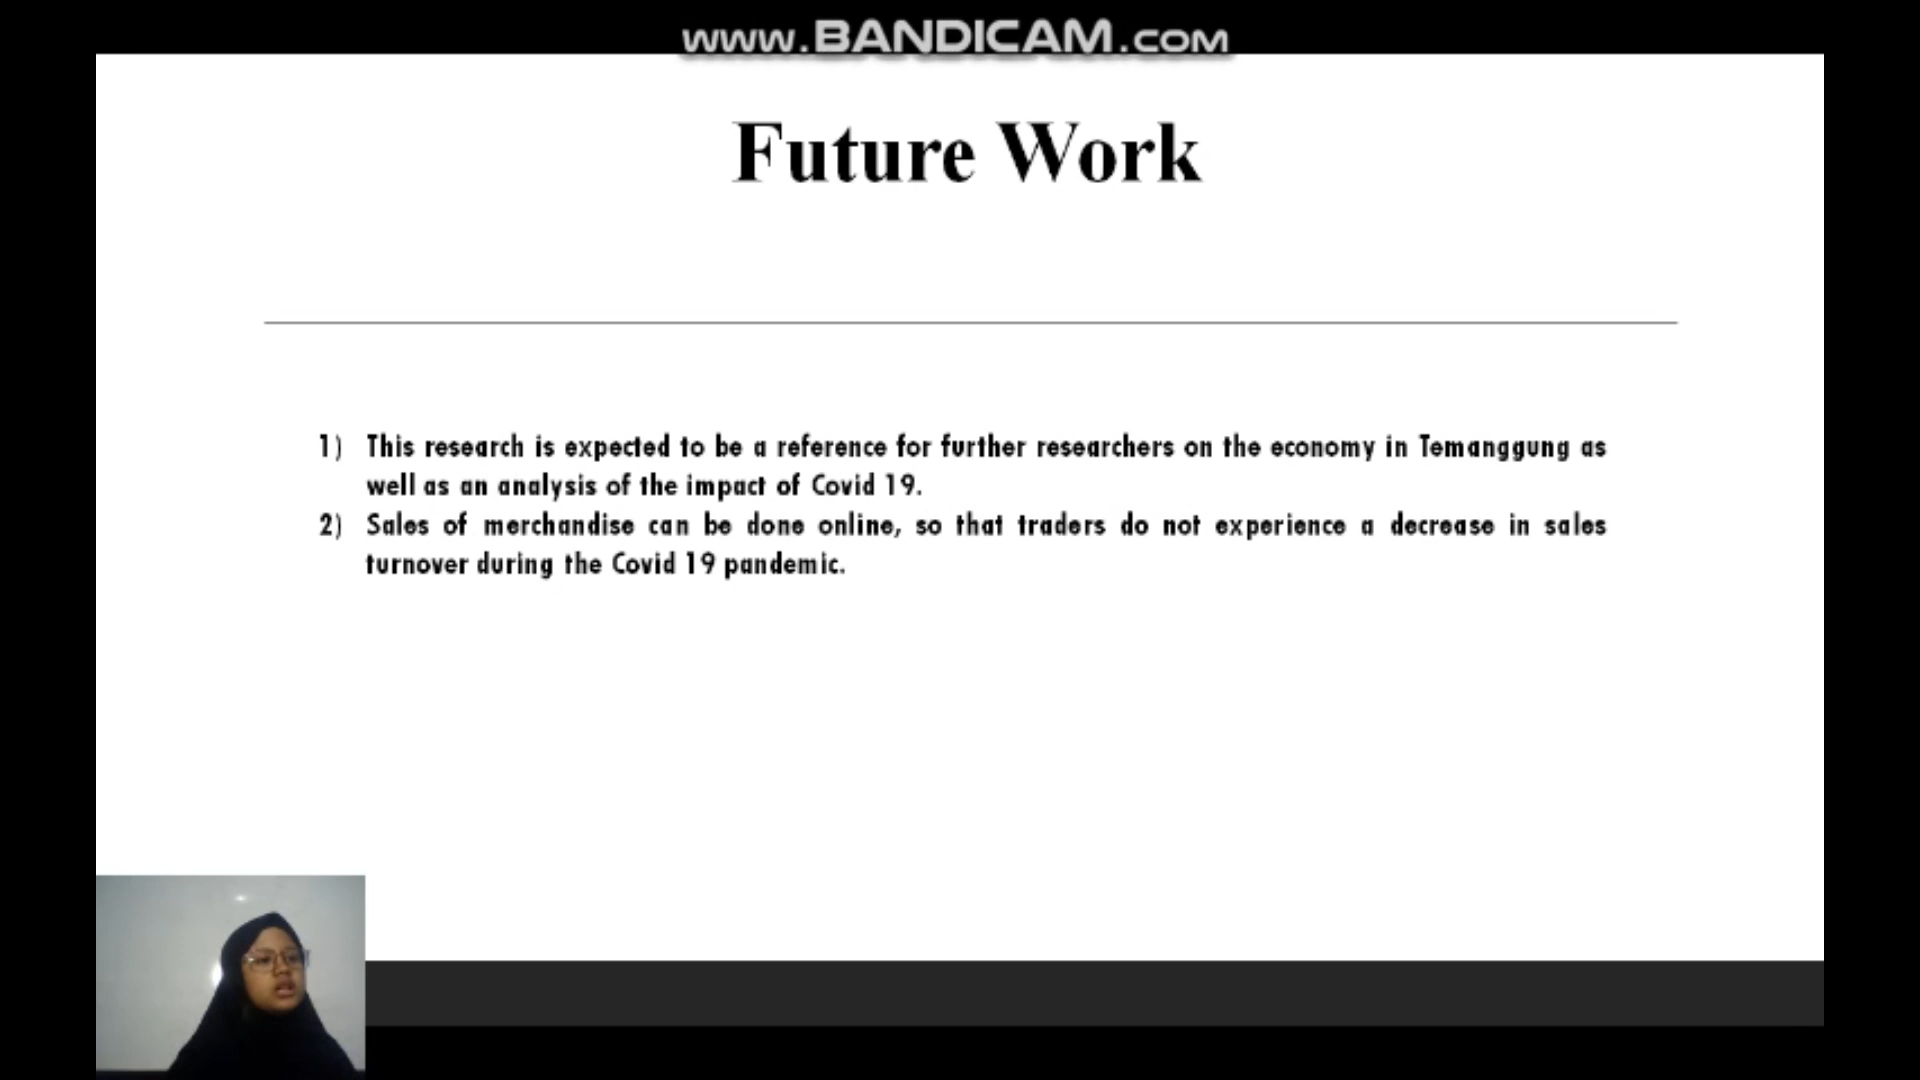 www.BANDICAM.com
Future Work
1) This research is expected to be a reference for further researchers on the economy in Temanggung as
well as an analysis of the impact of Covid 19.
2) Sales of merchandise can be done online, so that traders do not experience a decrease in sales
turnover during the Covid 19 pandemic.